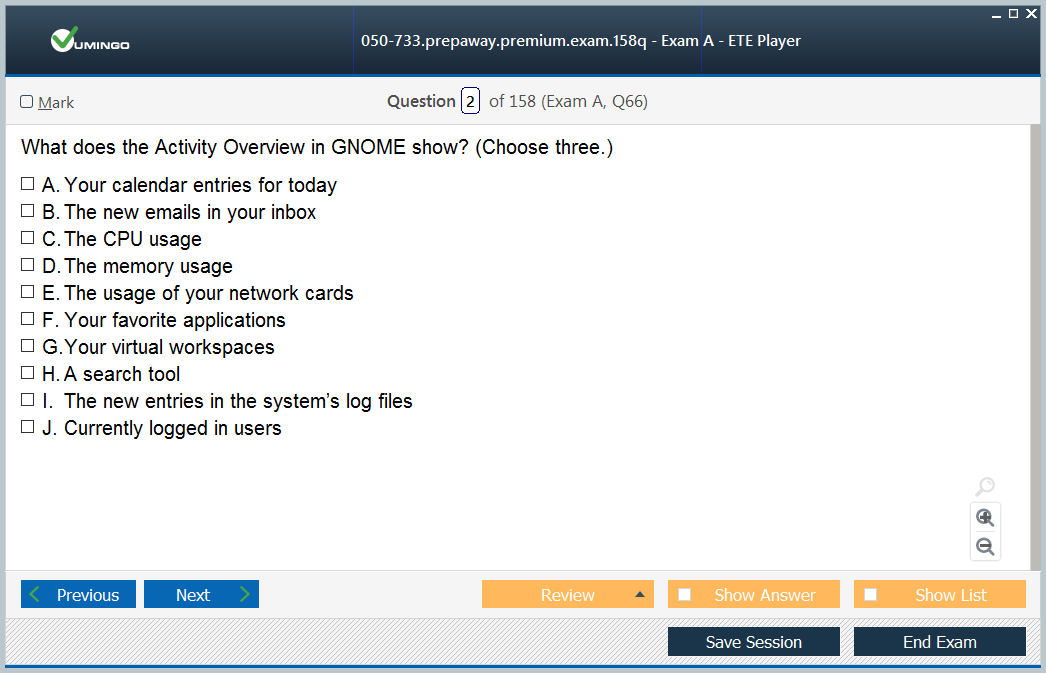 VUMINGO
050-733.prepaway.premium.exam.158q - Exam A - ETE Player
Mark
Question 2 of 158 (Exam A, Q66)
What does the Activity Overview in GNOME show? (Choose three.)
A. Your calendar entries for today
B. The new emails in your inbox
C. The CPU usage
D. The memory usage
E. The usage of your network cards
F. Your favorite applications
G. Your virtual workspaces
H. A search tool
I. The new entries in the system’s log files
J. Currently logged in users
Previous
Next
Review
Show Answer
Show List
Save Session
End Exam